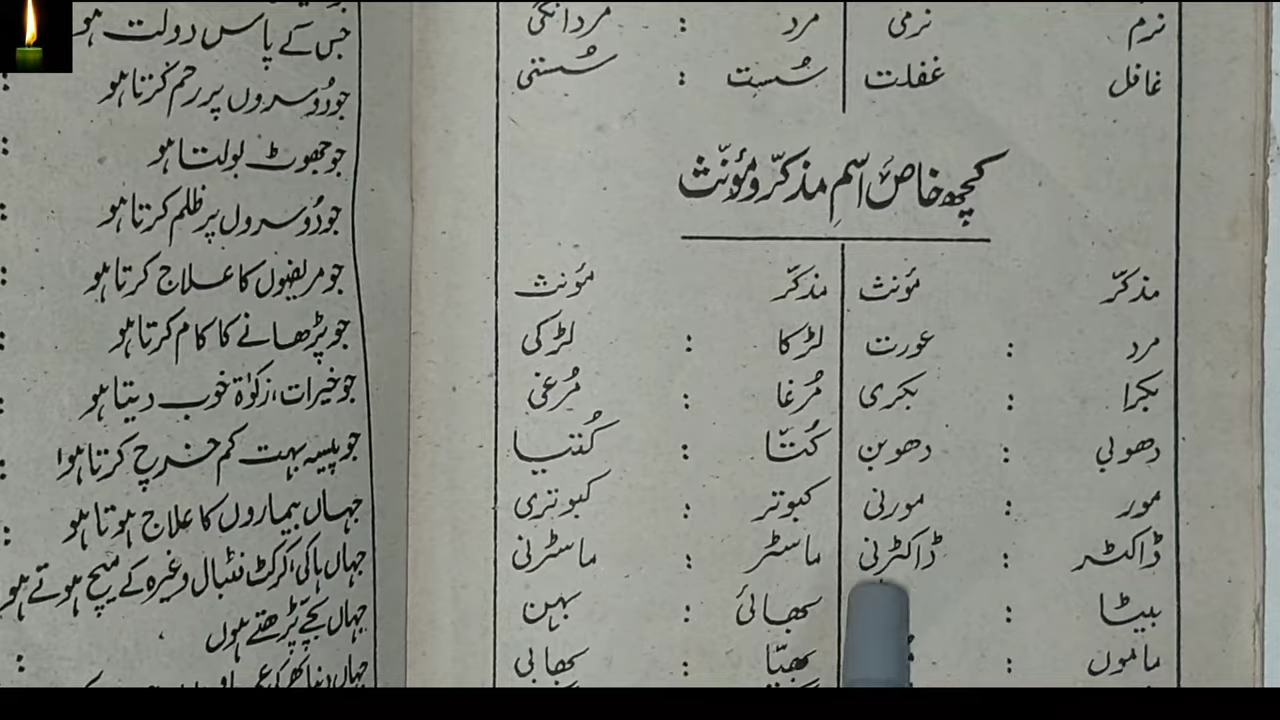 نرم نرمی مرد : مردانگی
غافل غفلت سُست : سُستی
کچھ خاص اسمِ مذکّر و مؤنّث
مذکّر مؤنث مذکّر مؤنث
مرد : عورت لڑکا : لڑکی
بکرا : بکری مُرغا : مُرغی
دھوبی : دھوبن کُتّا : کُتیا
مور : مورنی کبوتر : کبوتری
ڈاکٹر : ڈاکٹرنی ماسٹر : ماسٹرنی
بیٹا : بھائی : بہن
ماموں : بھیّا : بھابی
جس کے پاس دولت ہو
جو دُوسروں پر رحم کرتا ہو
جو جھوٹ بولتا ہو
جو دُوسروں پر ظلم کرتا ہو
جو مریضوں کا علاج کرتا ہو
جو پڑھانے کا کام کرتا ہو
جو خیرات، زکوٰة خوب دیتا ہو
جو پیسہ بہت کم خرچ کرتا ہو
جہاں بیماروں کا علاج ہوتا ہو
جہاں ہاکی، کرکٹ فٹبال وغیرہ کے میچ ہوتے ہوں
جہاں بچّے پڑھتے ہوں